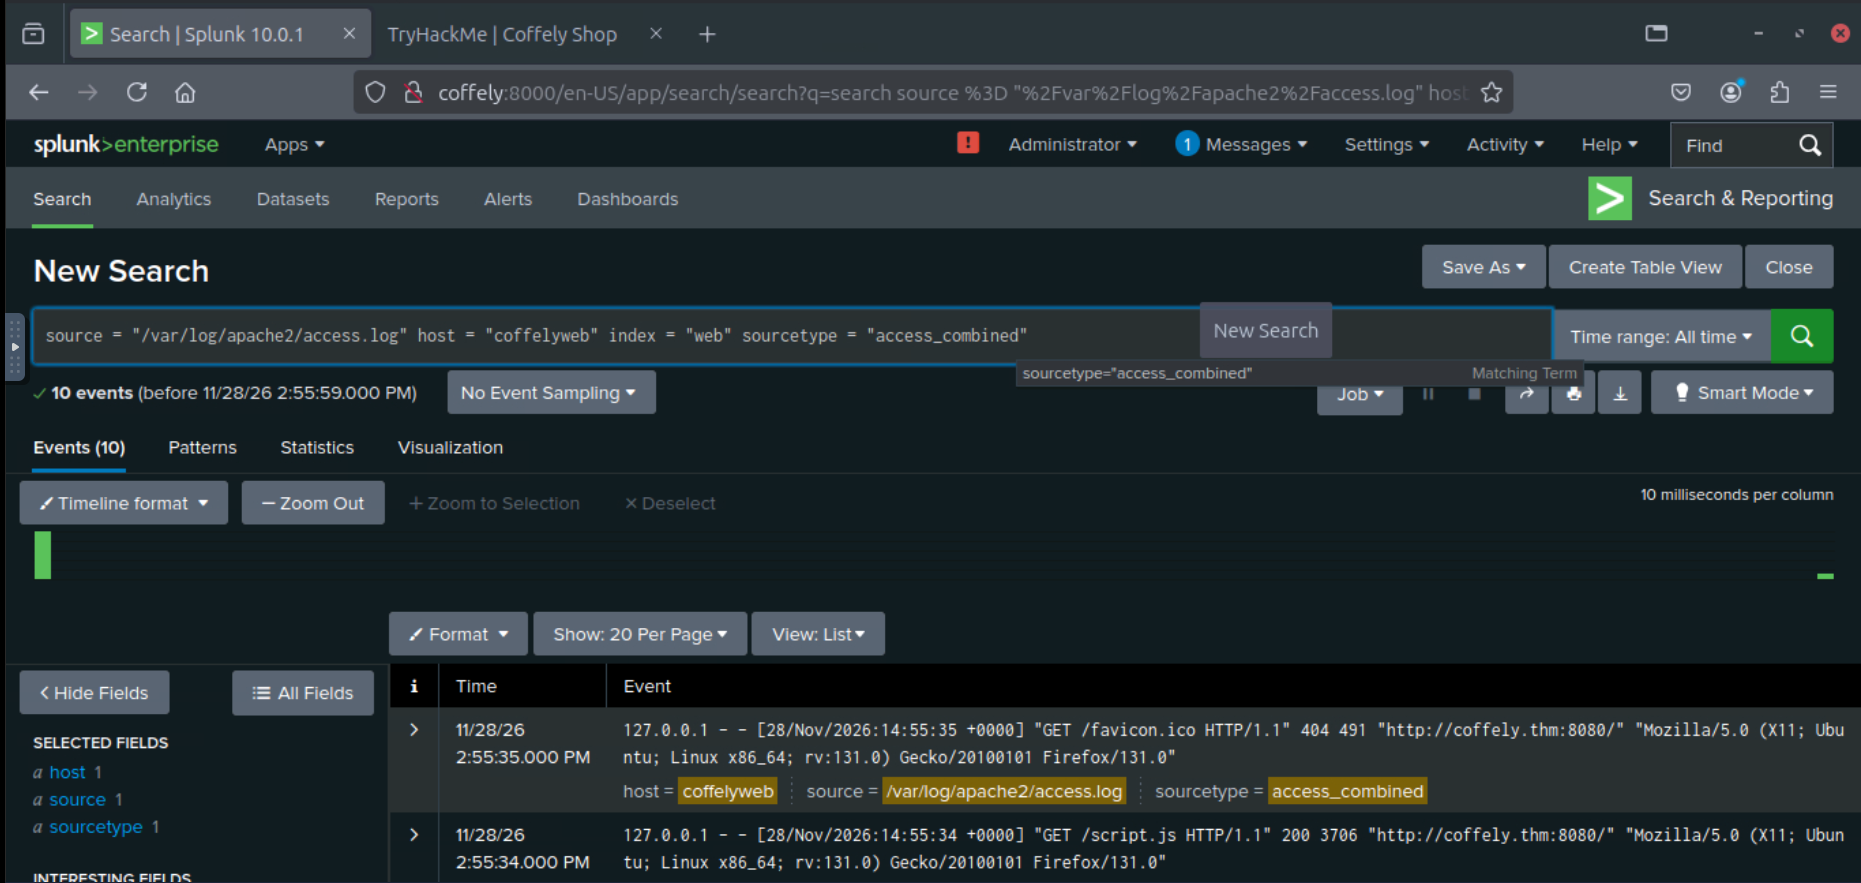 Search | Splunk 10.0.1
TryHackMe | Coffely Shop
coffely:8000/en-US/app/search/search?q=search source %3D "%2Fvar%2Flog%2Fapache2%2Faccess.log" host
splunk>enterprise Apps
Administrator 1 Messages Settings Activity Help Find
Search Analytics Datasets Reports Alerts Dashboards Search & Reporting
New Search
Save As Create Table View Close
source = "/var/log/apache2/access.log" host = "coffelyweb" index = "web" sourcetype = "access_combined"
New Search
Time range: All time
sourcetype="access_combined" Matching Term
10 events (before 11/28/26 2:55:59.000 PM) No Event Sampling Job Smart Mode
Events (10) Patterns Statistics Visualization
Timeline format — Zoom Out + Zoom to Selection × Deselect
10 milliseconds per column
Format Show: 20 Per Page View: List
< Hide Fields All Fields
i Time Event
SELECTED FIELDS
a host 1
a source 1
a sourcetype 1
INTERESTING FIELDS
11/28/26
2:55:35.000 PM
127.0.0.1 - - [28/Nov/2026:14:55:35 +0000] "GET /favicon.ico HTTP/1.1" 404 491 "http://coffely.thm:8080/" "Mozilla/5.0 (X11; Ubu
ntu; Linux x86_64; rv:131.0) Gecko/20100101 Firefox/131.0"
host = coffelyweb source = /var/log/apache2/access.log sourcetype = access_combined
11/28/26
2:55:34.000 PM
127.0.0.1 - - [28/Nov/2026:14:55:34 +0000] "GET /script.js HTTP/1.1" 200 3706 "http://coffely.thm:8080/" "Mozilla/5.0 (X11; Ubun
tu; Linux x86_64; rv:131.0) Gecko/20100101 Firefox/131.0"